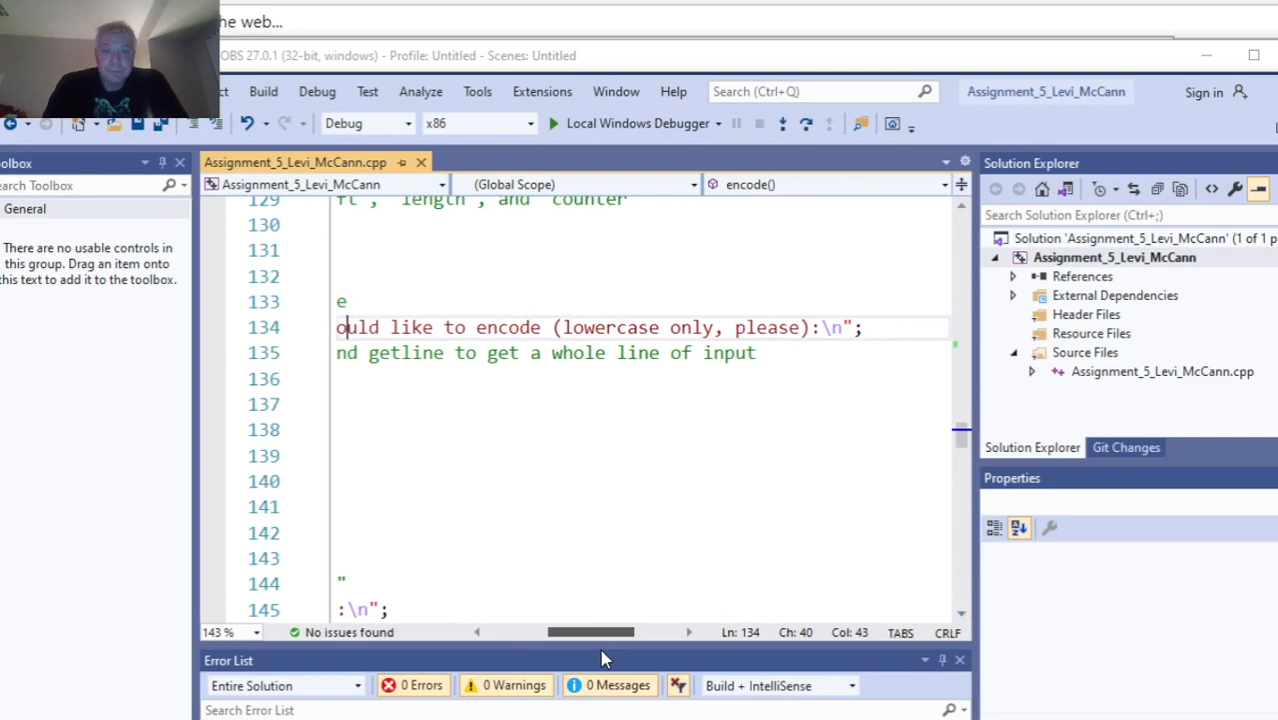 he web...
OBS 27.0.1 (32-bit, windows) - Profile: Untitled - Scenes: Untitled
ct Build Debug Test Analyze Tools Extensions Window Help Search (Ctrl+Q) Assignment_5_Levi_McCann Sign in
Debug x86 Local Windows Debugger
oolbox
earch Toolbox
General
There are no usable controls in
this group. Drag an item onto
this text to add it to the toolbox.
Assignment_5_Levi_McCann.cpp
Assignment_5_Levi_McCann (Global Scope) encode()
129 ft", "length", and "counter"
130
131
132
133 e
134 ould like to encode (lowercase only, please):\n";
135 nd getline to get a whole line of input
136
137
138
139
140
141
142
143
144 "
145 :\n";
143 % No issues found Ln: 134 Ch: 40 Col: 43 TABS CRLF
Error List
Entire Solution 0 Errors 0 Warnings 0 Messages Build + IntelliSense
Search Error List
Solution Explorer
Search Solution Explorer (Ctrl+;)
Solution 'Assignment_5_Levi_McCann' (1 of 1 p
Assignment_5_Levi_McCann
References
External Dependencies
Header Files
Resource Files
Source Files
Assignment_5_Levi_McCann.cpp
Solution Explorer Git Changes
Properties